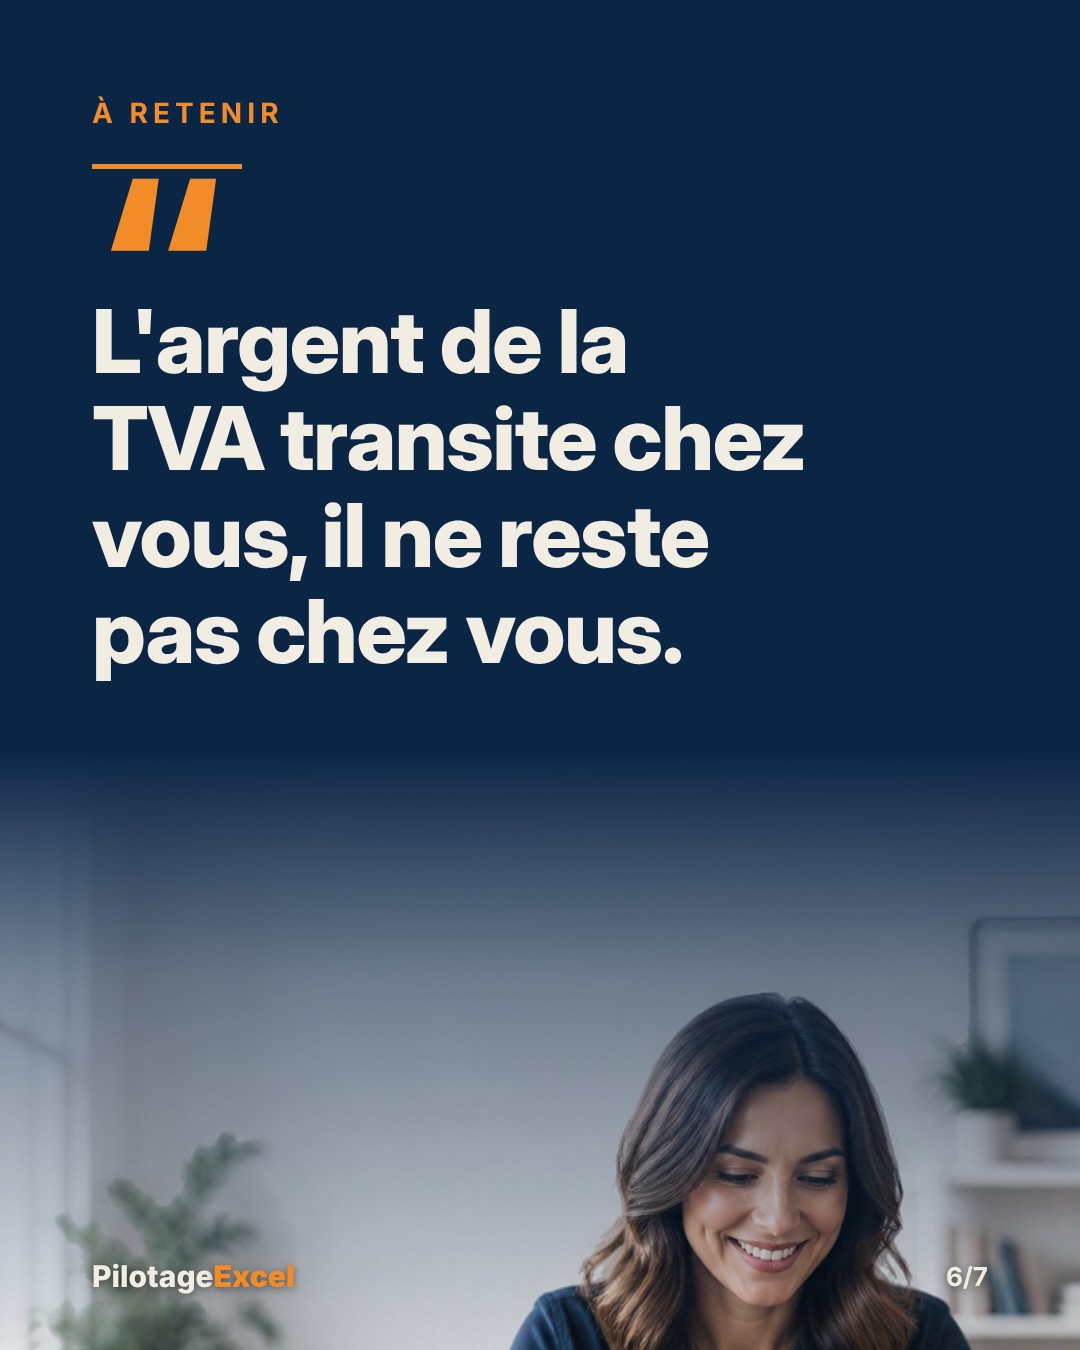 À RETENIR
"
L'argent de la
TVA transite chez
vous, il ne reste
pas chez vous.
PilotageExcel
6/7